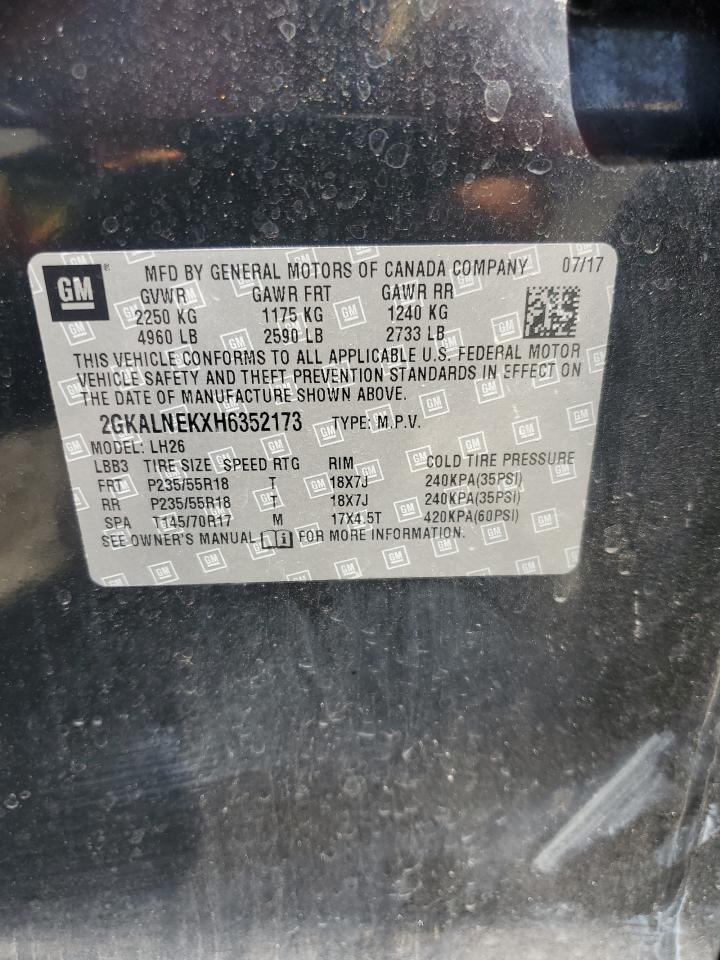 GM ® MFD BY GENERAL MOTORS OF CANADA COMPANY 07/17
GVWR GAWR FRT GAWR RR
2250 KG 1175 KG 1240 KG
4960 LB 2590 LB 2733 LB
THIS VEHICLE CONFORMS TO ALL APPLICABLE U.S. FEDERAL MOTOR
VEHICLE SAFETY AND THEFT PREVENTION STANDARDS IN EFFECT ON
THE DATE OF MANUFACTURE SHOWN ABOVE.
2GKALNEKXH6352173 TYPE: M.P.V.
MODEL: LH26
LBB3 TIRE SIZE SPEED RTG RIM COLD TIRE PRESSURE
FRT P235/55R18 T 18X7J 240KPA(35PSI)
RR P235/55R18 T 18X7J 240KPA(35PSI)
SPA T145/70R17 M 17X4.5T 420KPA(60PSI)
SEE OWNER'S MANUAL i FOR MORE INFORMATION.